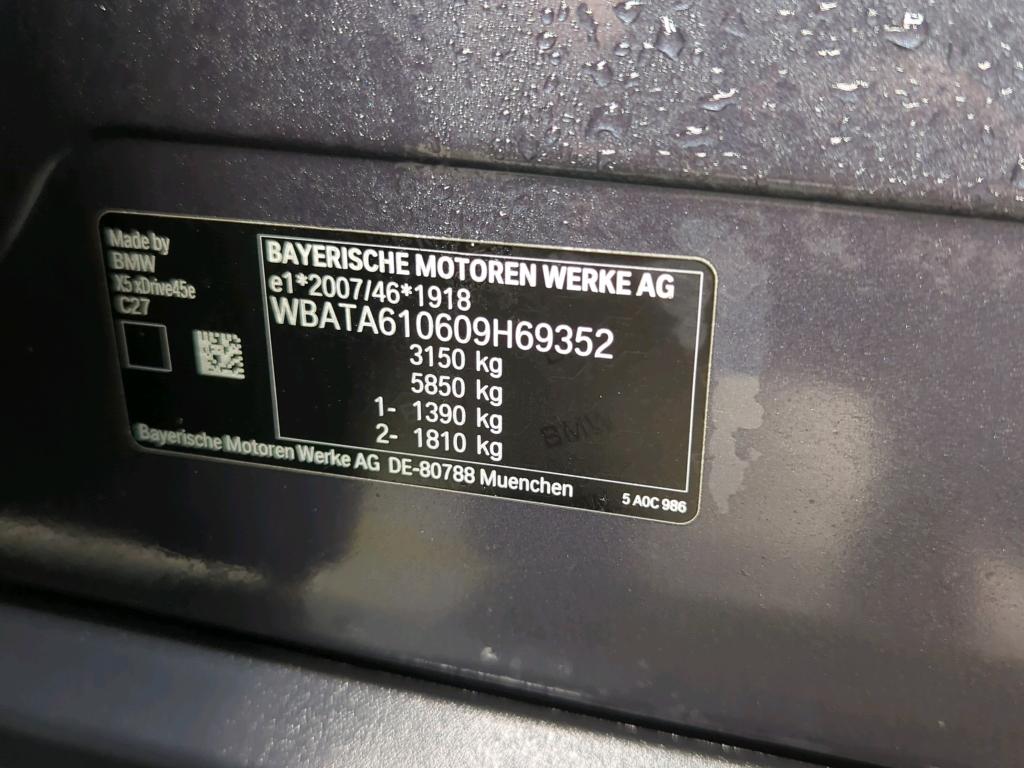 Made by
BMW
X5 xDrive45e
C27
BAYERISCHE MOTOREN WERKE AG
e1*2007/46*1918
WBATA610609H69352
3150 kg
5850 kg
1- 1390 kg
2- 1810 kg
BMW
Bayerische Motoren Werke AG DE-80788 Muenchen
5 A0C 986